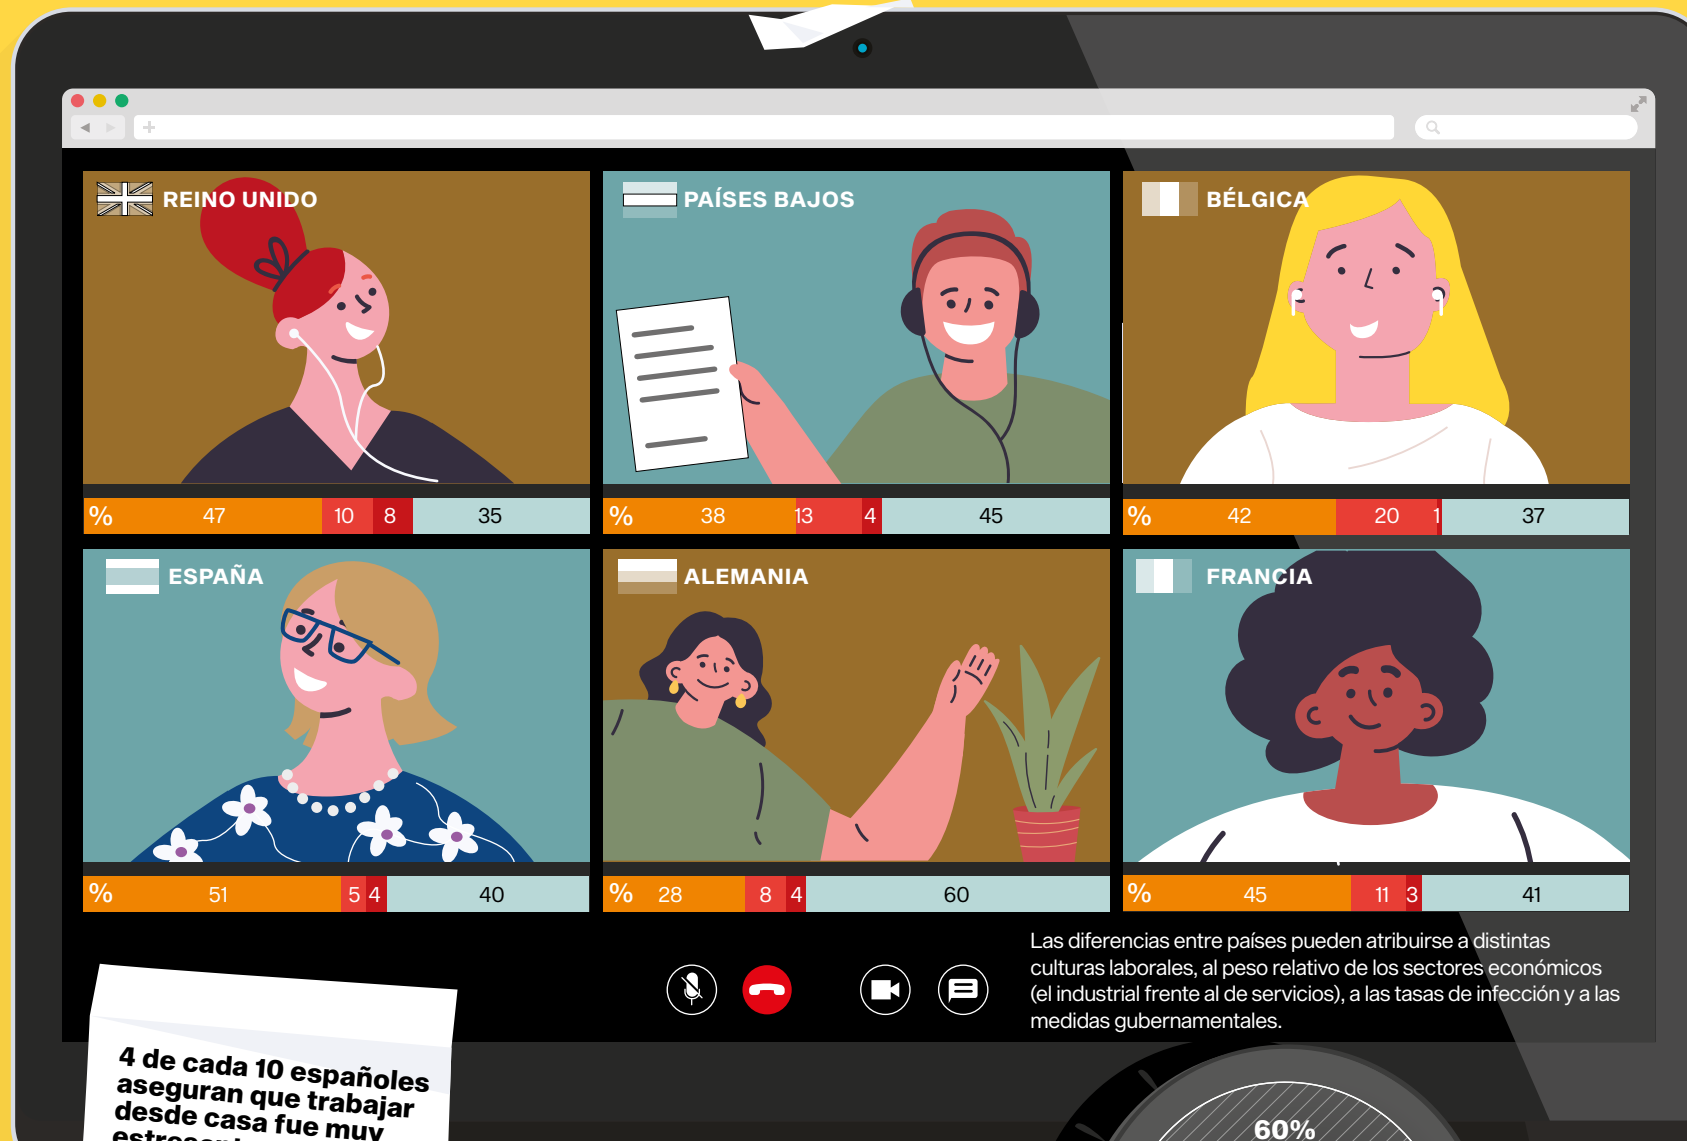 REINO UNIDO
PAÍSES BAJOS
BÉLGICA
% 47 10 8 35
% 38 13 4 45
% 42 20 1 37
ESPAÑA
ALEMANIA
FRANCIA
% 51 5 4 40
% 28 8 4 60
% 45 11 3 41
Las diferencias entre países pueden atribuirse a distintas
culturas laborales, al peso relativo de los sectores económicos
(el industrial frente al de servicios), a las tasas de infección y a las
medidas gubernamentales.
4 de cada 10 españoles
aseguran que trabajar
desde casa fue muy
60%